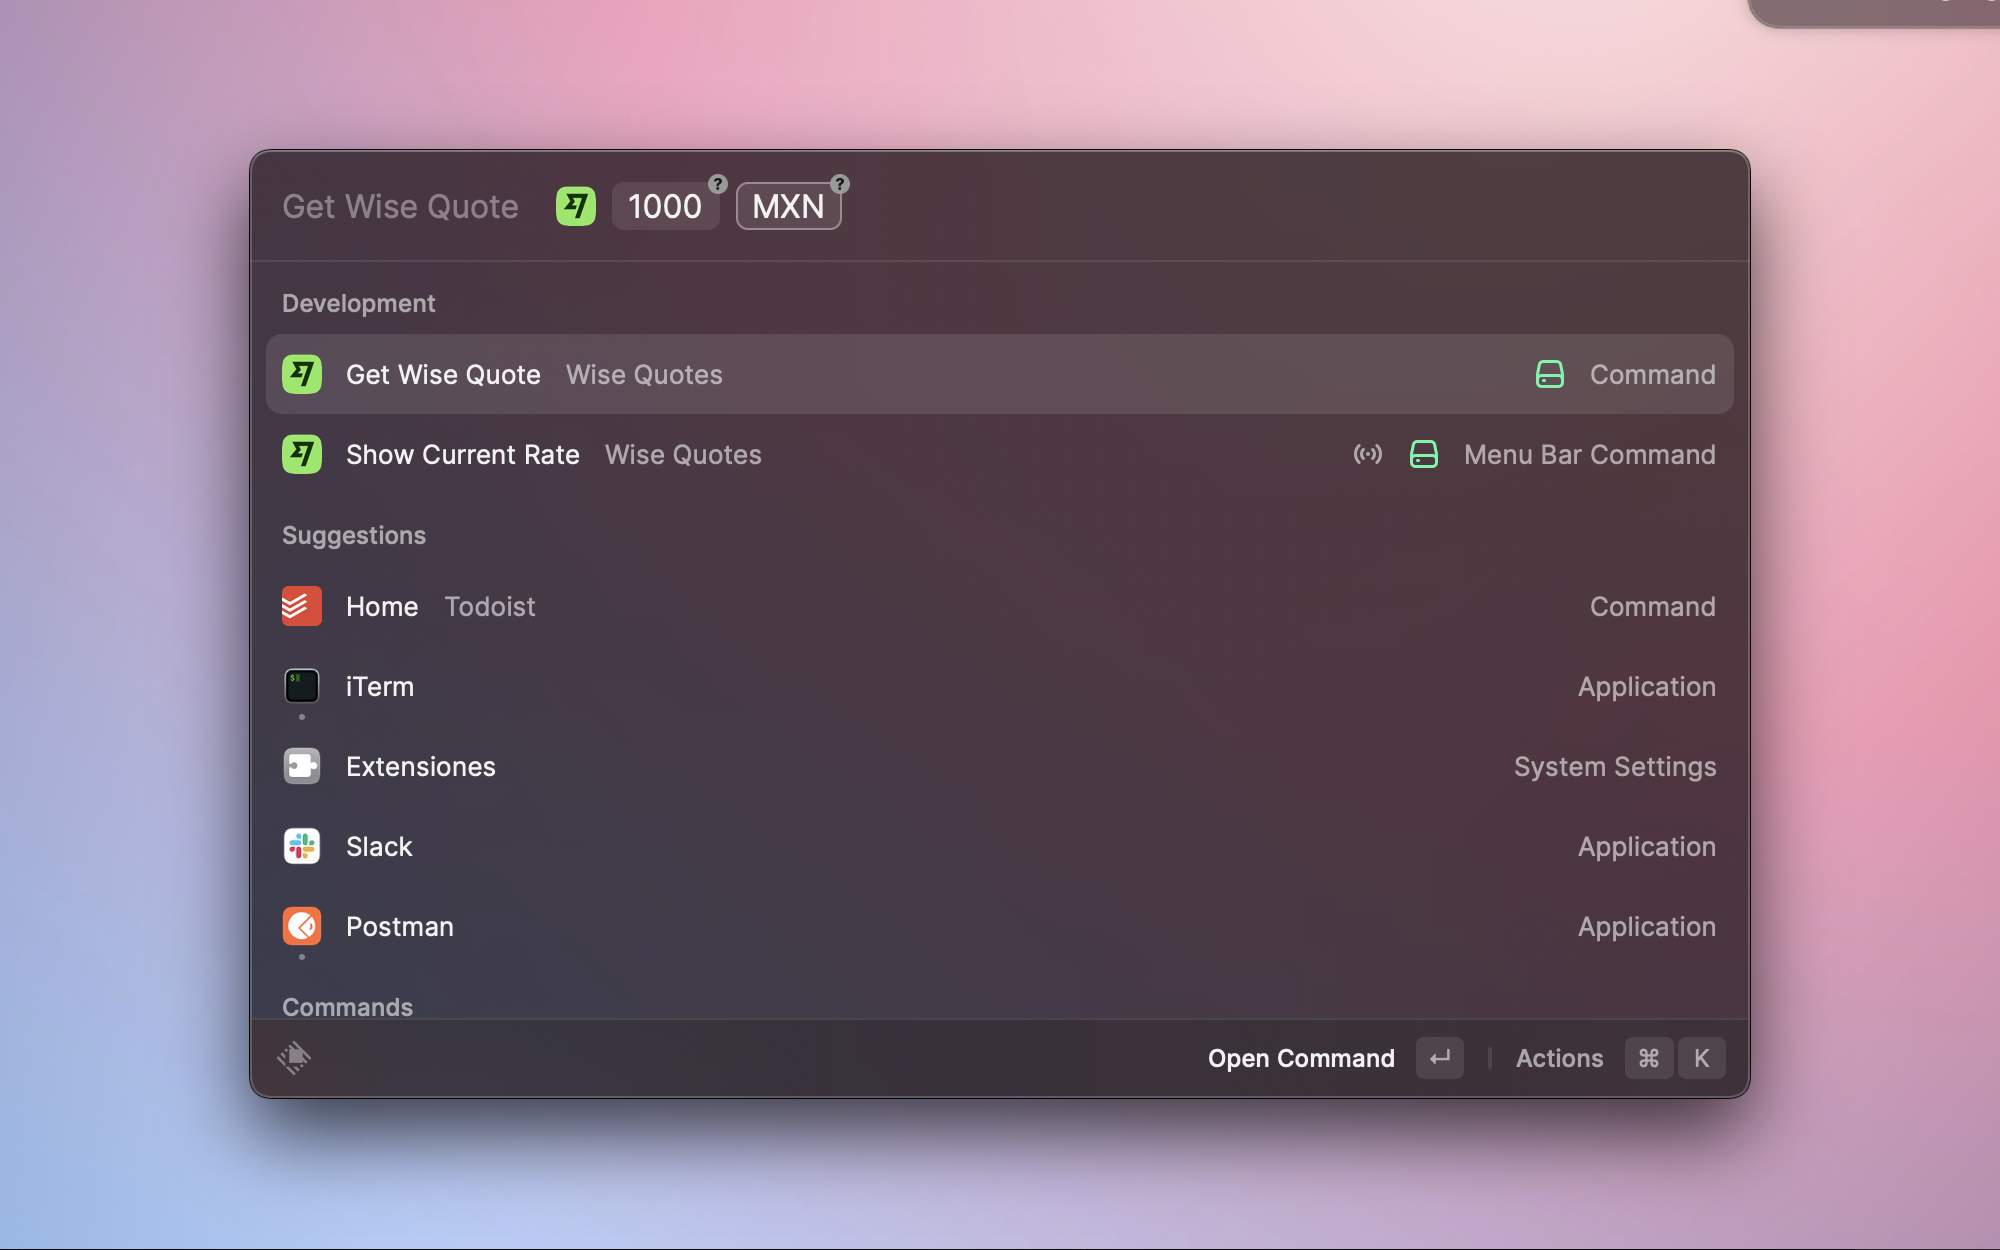 Get Wise Quote 1000 ? MXN ?
Development
Get Wise Quote Wise Quotes Command
Show Current Rate Wise Quotes Menu Bar Command
Suggestions
Home Todoist Command
iTerm Application
Extensiones System Settings
Slack Application
Postman Application
Commands
Open Command ↵ Actions ⌘ K